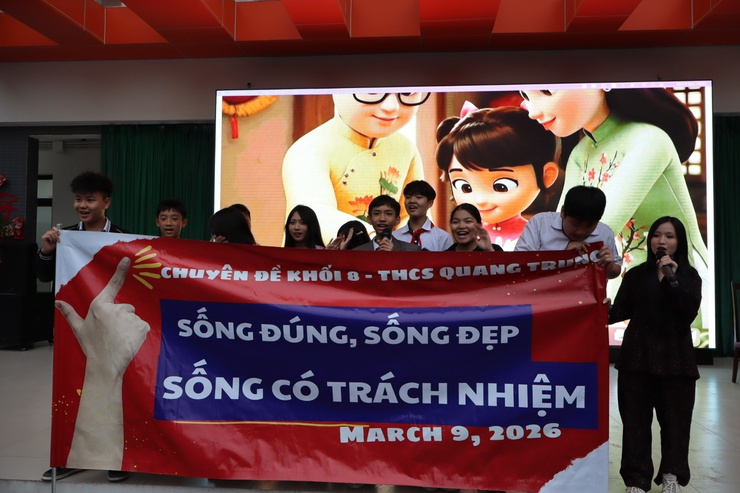 CHUYÊN ĐỀ KHỐI 8 - THCS QUANG TRUNG
SỐNG ĐÚNG, SỐNG ĐẸP
SỐNG CÓ TRÁCH NHIỆM
MARCH 9, 2026